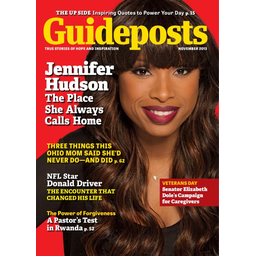 THE UP SIDE Inspiring Quotes to Power Your Day p.15
Guideposts
TRUE STORIES OF HOPE AND INSPIRATION
NOVEMBER 2013
Jennifer
Hudson
The Place
She Always
Calls Home
THREE THINGS THIS
OHIO MOM SAID SHE'D
NEVER DO—AND DID p.62
NFL Star
Donald Driver
THE ENCOUNTER THAT
CHANGED HIS LIFE
The Power of Forgiveness
A Pastor's Test
in Rwanda p.52
VETERANS DAY
Senator Elizabeth
Dole's Campaign
for Caregivers